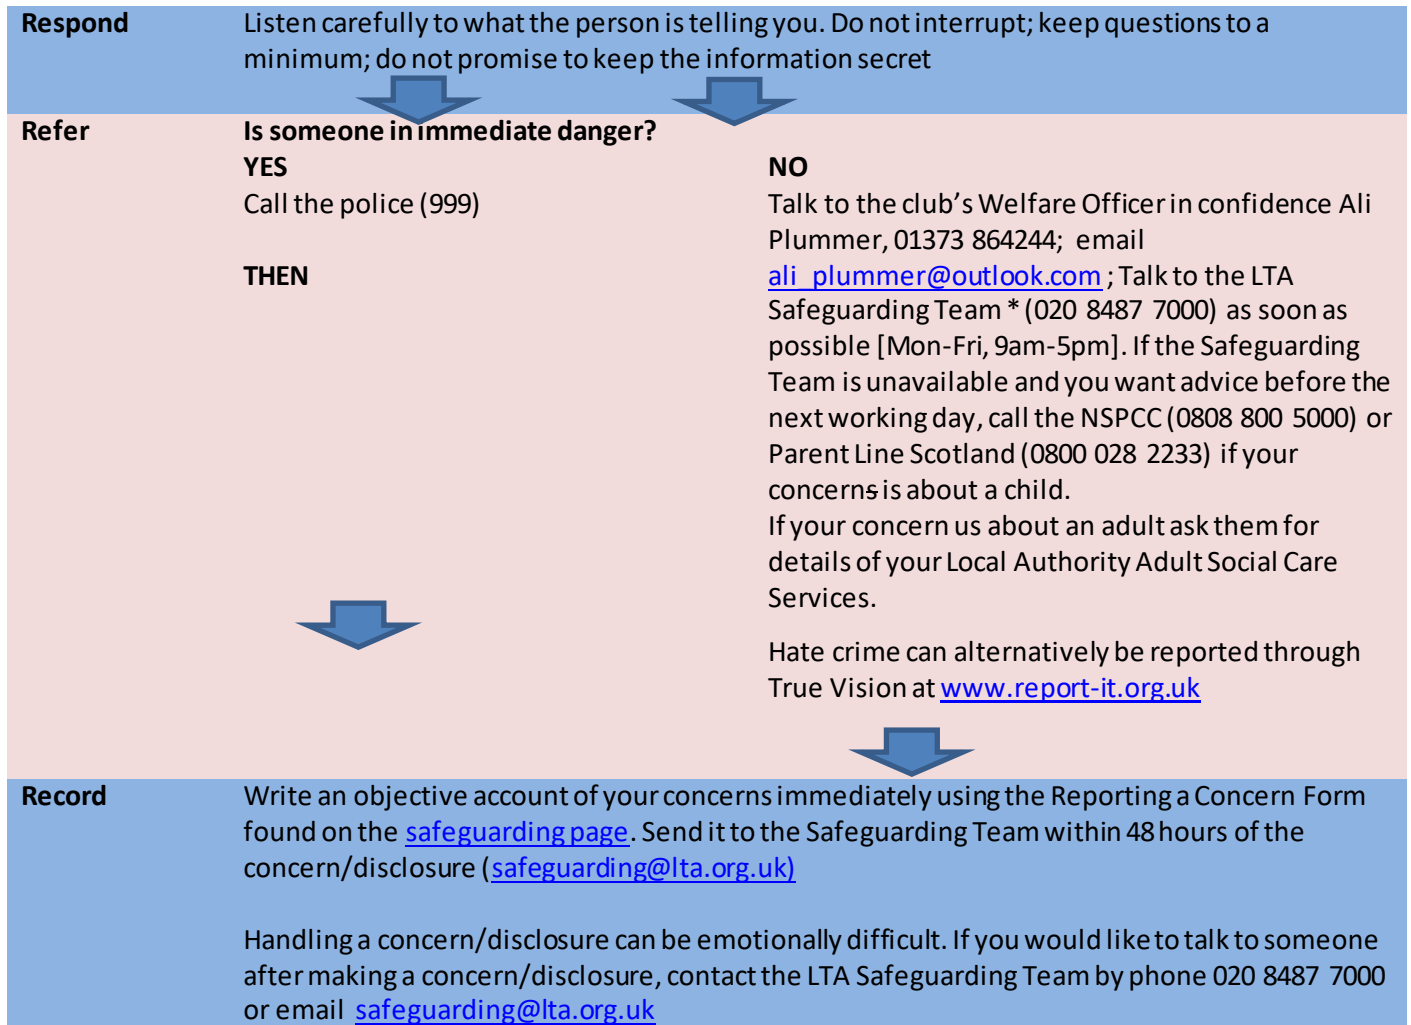 Respond
Listen carefully to what the person is telling you. Do not interrupt; keep questions to a
minimum; do not promise to keep the information secret
Refer
Is someone in immediate danger?
YES
Call the police (999)
THEN
NO
Talk to the club's Welfare Officer in confidence Ali
Plummer, 01373 864244; email
ali_plummer@outlook.com ; Talk to the LTA
Safeguarding Team * (020 8487 7000) as soon as
possible [Mon-Fri, 9am-5pm]. If the Safeguarding
Team is unavailable and you want advice before the
next working day, call the NSPCC (0808 800 5000) or
Parent Line Scotland (0800 028 2233) if your
concerns is about a child.
If your concern us about an adult ask them for
details of your Local Authority Adult Social Care
Services.
Hate crime can alternatively be reported through
True Vision at www.report-it.org.uk
Record
Write an objective account of your concerns immediately using the Reporting a Concern Form
found on the safeguarding page. Send it to the Safeguarding Team within 48 hours of the
concern/disclosure (safeguarding@lta.org.uk)
Handling a concern/disclosure can be emotionally difficult. If you would like to talk to someone
after making a concern/disclosure, contact the LTA Safeguarding Team by phone 020 8487 7000
or email safeguarding@lta.org.uk